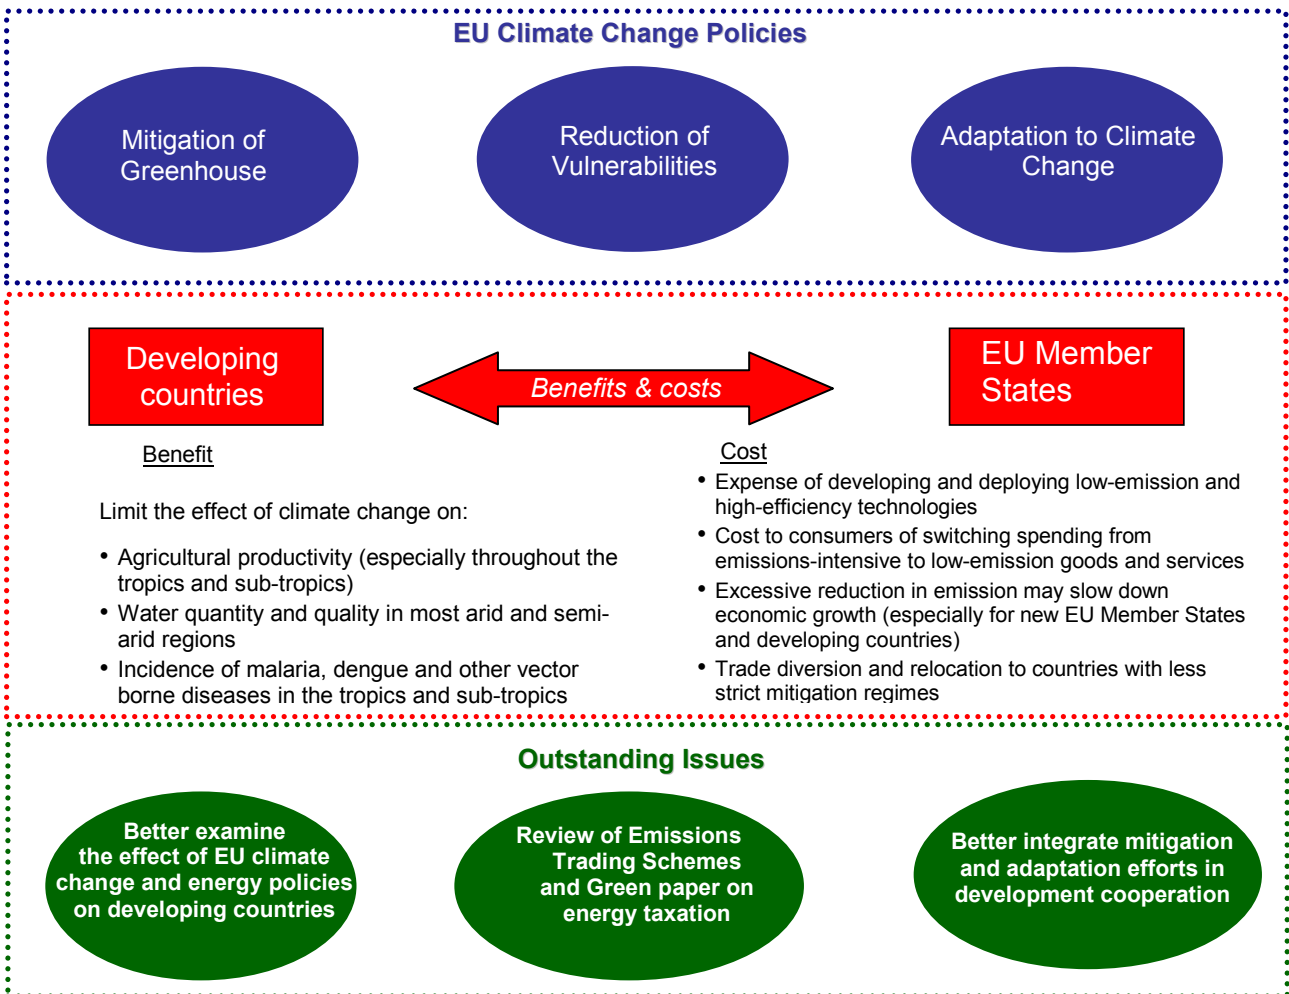 EU Climate Change Policies
Mitigation of
Greenhouse
Reduction of
Vulnerabilities
Adaptation to Climate
Change
Developing
countries
Benefits & costs
EU Member
States
Benefit
Limit the effect of climate change on:
• Agricultural productivity (especially throughout the
tropics and sub-tropics)
• Water quantity and quality in most arid and semi-
arid regions
• Incidence of malaria, dengue and other vector
borne diseases in the tropics and sub-tropics
Cost
• Expense of developing and deploying low-emission and
high-efficiency technologies
• Cost to consumers of switching spending from
emissions-intensive to low-emission goods and services
• Excessive reduction in emission may slow down
economic growth (especially for new EU Member States
and developing countries)
• Trade diversion and relocation to countries with less
strict mitigation regimes
Outstanding Issues
Better examine
the effect of EU climate
change and energy policies
on developing countries
Review of Emissions
Trading Schemes
and Green paper on
energy taxation
Better integrate mitigation
and adaptation efforts in
development cooperation